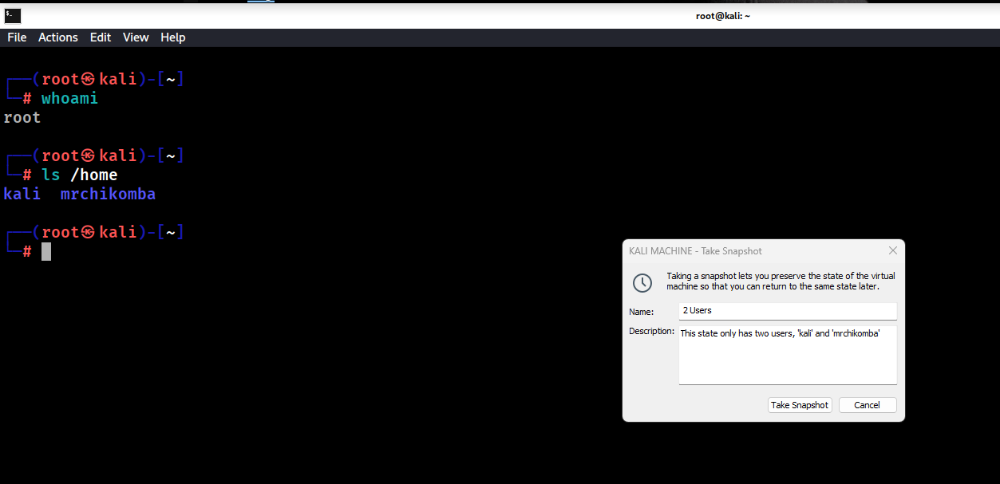 root@kali: ~
File Actions Edit View Help
┌──(root㉿kali)-[~]
└─# whoami
root
┌──(root㉿kali)-[~]
└─# ls /home
kali mrchikomba
┌──(root㉿kali)-[~]
└─#
KALI MACHINE - Take Snapshot
Taking a snapshot lets you preserve the state of the virtual
machine so that you can return to the same state later.
Name: 2 Users
Description: This state only has two users, 'kali' and 'mrchikomba'
Take Snapshot Cancel